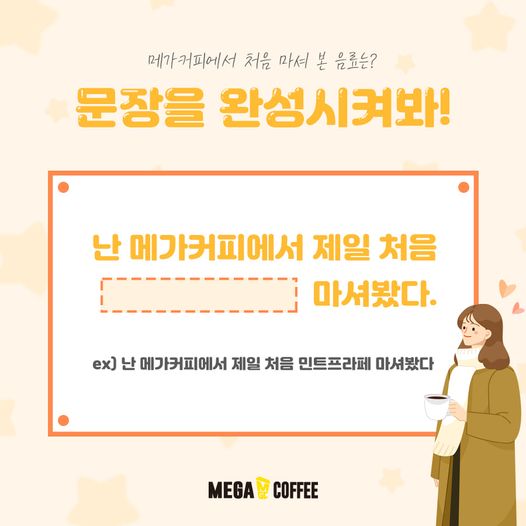 메가커피에서 처음 마셔 본 음료는?
문장을 완성시켜봐!
난 메가커피에서 제일 처음
마셔봤다.
ex) 난 메가커피에서 제일 처음 민트프라페 마셔봤다
MEGA COFFEE